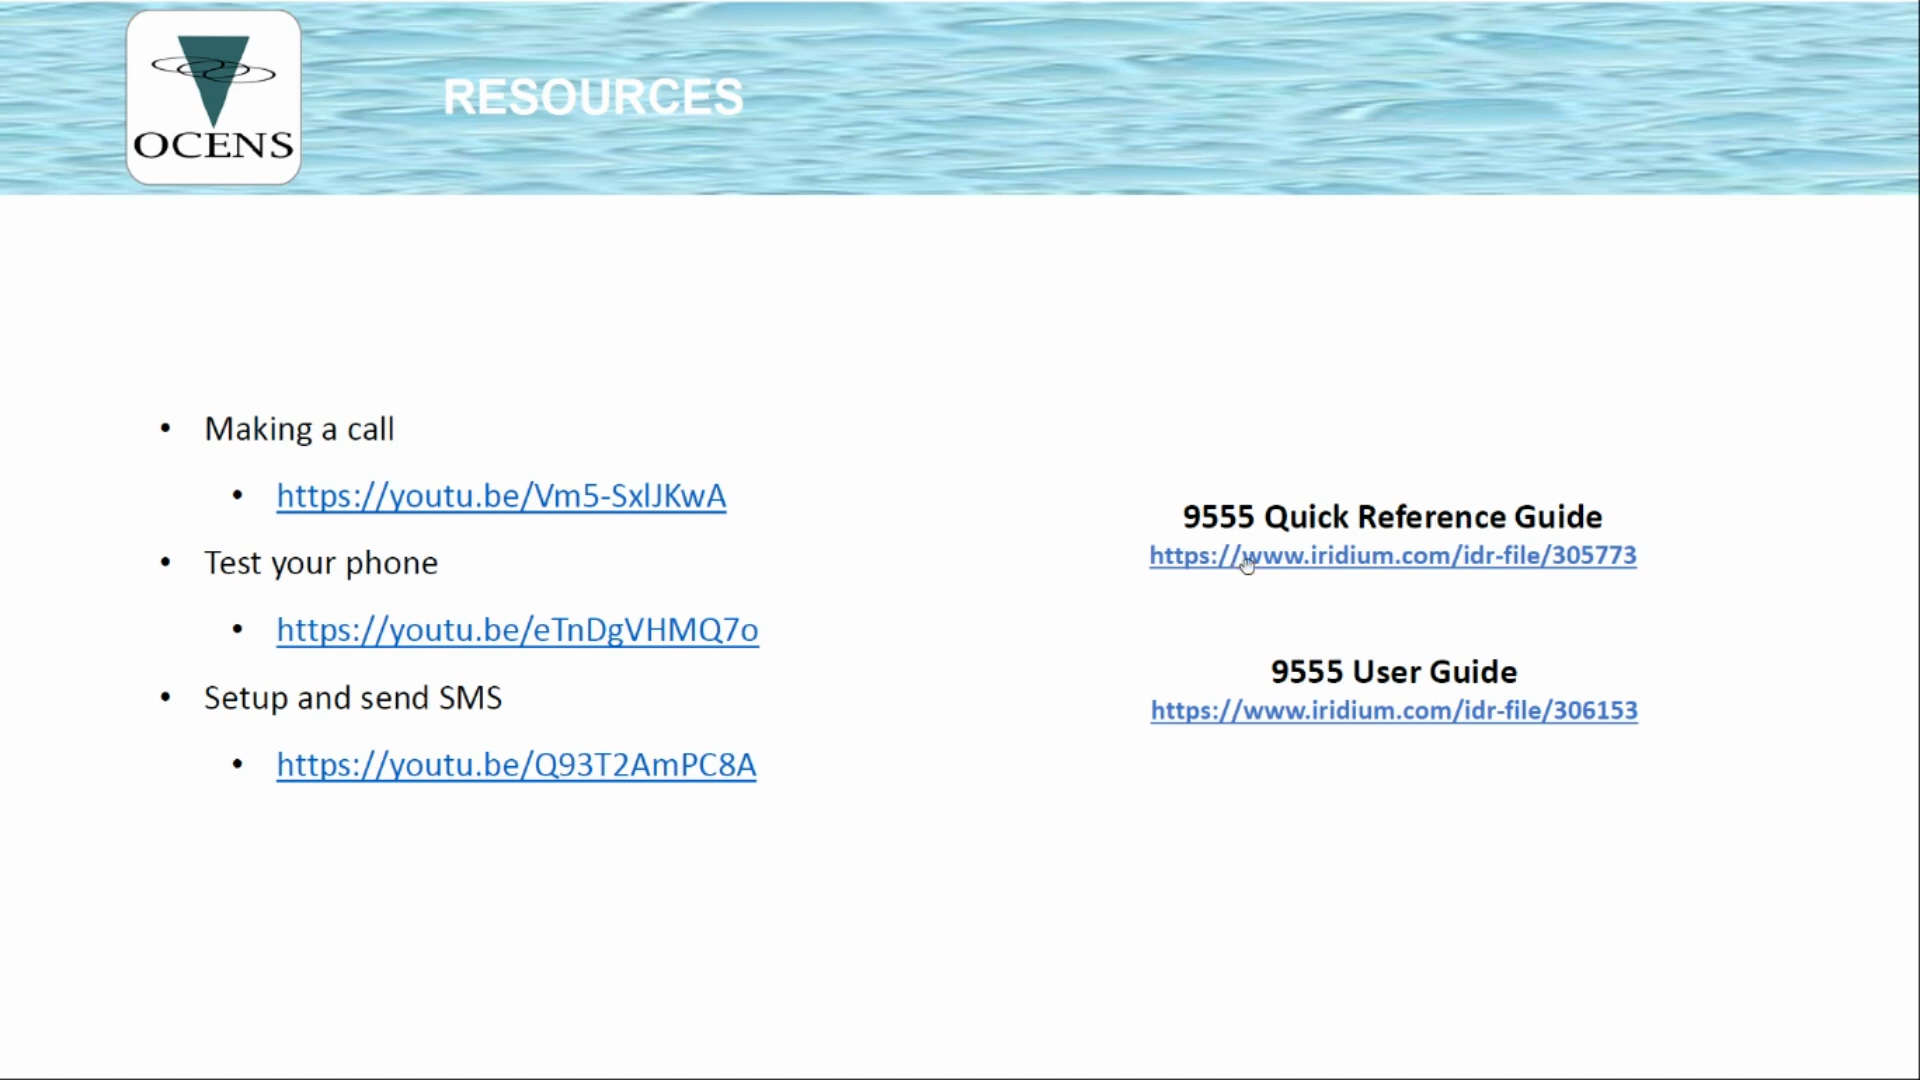 OCENS
RESOURCES
• Making a call
• https://youtu.be/Vm5-SxlJKwA
• Test your phone
• https://youtu.be/eTnDgVHMQ7o
• Setup and send SMS
• https://youtu.be/Q93T2AmPC8A
9555 Quick Reference Guide
https://www.iridium.com/idr-file/305773
9555 User Guide
https://www.iridium.com/idr-file/306153